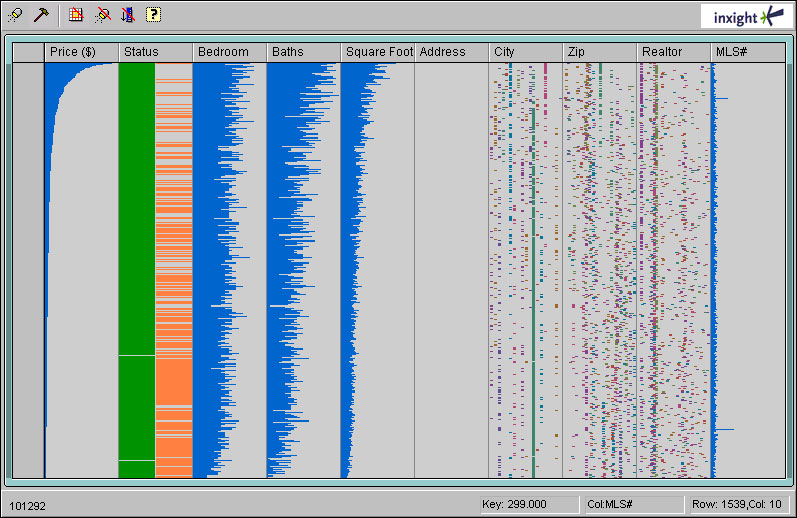 inxight
Price ($) Status Bedroom Baths Square Foot Address City Zip Realtor MLS#
101292 Key: 299.000 Col:MLS# Row: 1539,Col: 10